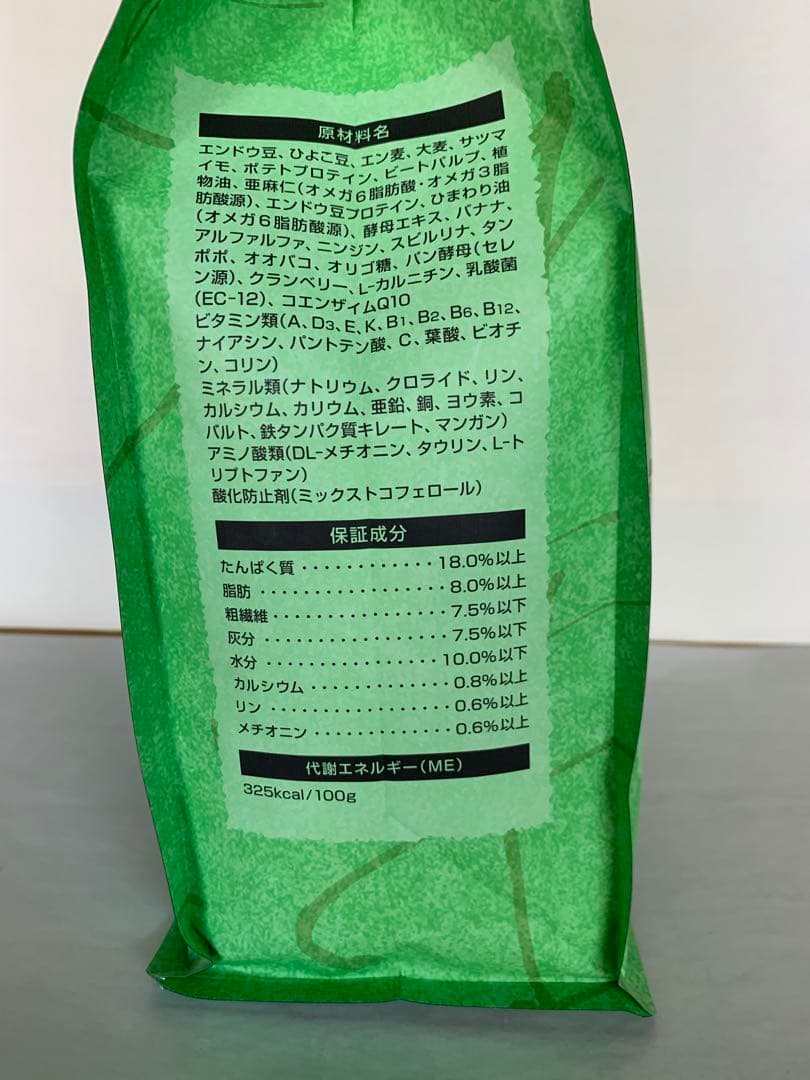 原材料名
エンドウ豆、ひよこ豆、エン麦、大麦、サツマ
イモ、ポテトプロテイン、ビートパルプ、植
物油、亜麻仁(オメガ6脂肪酸・オメガ3脂
肪酸源)、エンドウ豆プロテイン、ひまわり油
(オメガ6脂肪酸源)、酵母エキス、バナナ、
アルファルファ、ニンジン、スピルリナ、タン
ポポ、オオバコ、オリゴ糖、パン酵母(セレ
ン源)、クランベリー、L-カルニチン、乳酸菌
(EC-12)、コエンザイムQ10
ビタミン類(A、D3、E、K、B1、B2、B6、B12、
ナイアシン、パントテン酸、C、葉酸、ビオチ
ン、コリン)
ミネラル類(ナトリウム、クロライド、リン、
カルシウム、カリウム、亜鉛、銅、ヨウ素、コ
バルト、鉄タンパク質キレート、マンガン)
アミノ酸類(DL-メチオニン、タウリン、L-ト
リプトファン)
酸化防止剤(ミックストコフェロール)
保証成分
たんぱく質・・・・・・・・・・・・18.0%以上
脂肪・・・・・・・・・・・・・・・・・8.0%以上
粗繊維・・・・・・・・・・・・・・・7.5%以下
灰分・・・・・・・・・・・・・・・・・7.5%以下
水分・・・・・・・・・・・・・・・・10.0%以下
カルシウム・・・・・・・・・・・・・0.8%以上
リン・・・・・・・・・・・・・・・・・0.6%以上
メチオニン・・・・・・・・・・・・・0.6%以上
代謝エネルギー(ME)
325kcal/100g